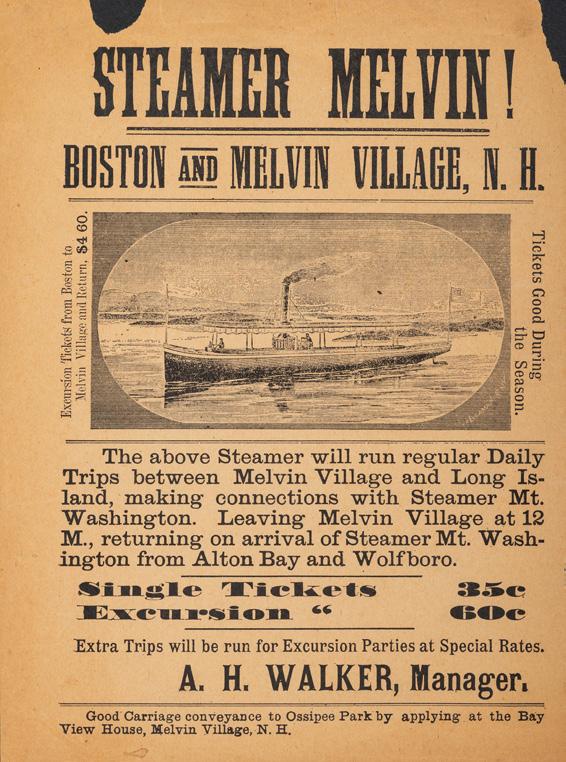 STEAMER MELVIN!
BOSTON AND MELVIN VILLAGE, N. H.
Excursion Tickets from Boston to
Melvin Village and Return, $4 60.
Tickets Good During
the Season.
The above Steamer will run regular Daily
Trips between Melvin Village and Long Is-
land, making connections with Steamer Mt.
Washington. Leaving Melvin Village at 12
M., returning on arrival of Steamer Mt. Wash-
ington from Alton Bay and Wolfboro.
Single Tickets 35c
Excursion “ 60c
Extra Trips will be run for Excursion Parties at Special Rates.
A. H. WALKER, Manager.
Good Carriage conveyance to Ossipee Park by applying at the Bay
View House, Melvin Village, N. H.